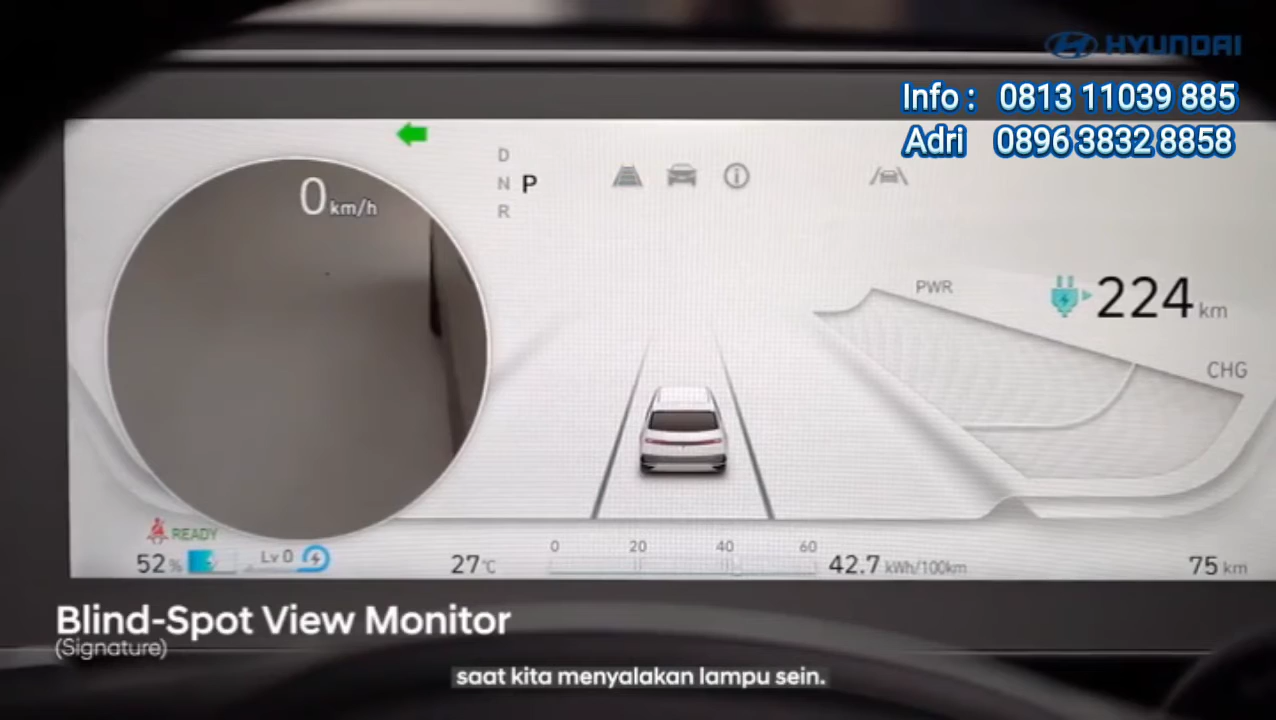 HYUNDAI
Info : 0813 11039 885
Adri 0896 3832 8858
0 km/h
D
N P
R
PWR
224 km
CHG
READY
52 %
Lv 0
27°C
0 20 40 60
42.7 kWh/100km
75 km
Blind-Spot View Monitor
(Signature)
saat kita menyalakan lampu sein.